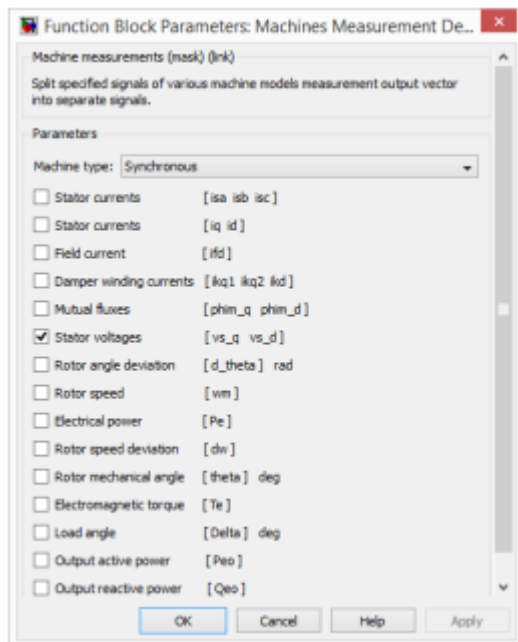 Function Block Parameters: Machines Measurement De...
Machine measurements (mask) (link)
Split specified signals of various machine models measurement output vector
into separate signals.
Parameters
Machine type: Synchronous
Stator currents [ isa isb isc ]
Stator currents [ iq id ]
Field current [ ifd ]
Damper winding currents [ ikq1 ikq2 ikd ]
Mutual fluxes [ phim_q phim_d ]
Stator voltages [ vs_q vs_d ]
Rotor angle deviation [ d_theta ] rad
Rotor speed [ wm ]
Electrical power [ Pe ]
Rotor speed deviation [ dw ]
Rotor mechanical angle [ theta ] deg
Electromagnetic torque [ Te ]
Load angle [ Delta ] deg
Output active power [ Peo ]
Output reactive power [ Qeo ]
OK Cancel Help Apply